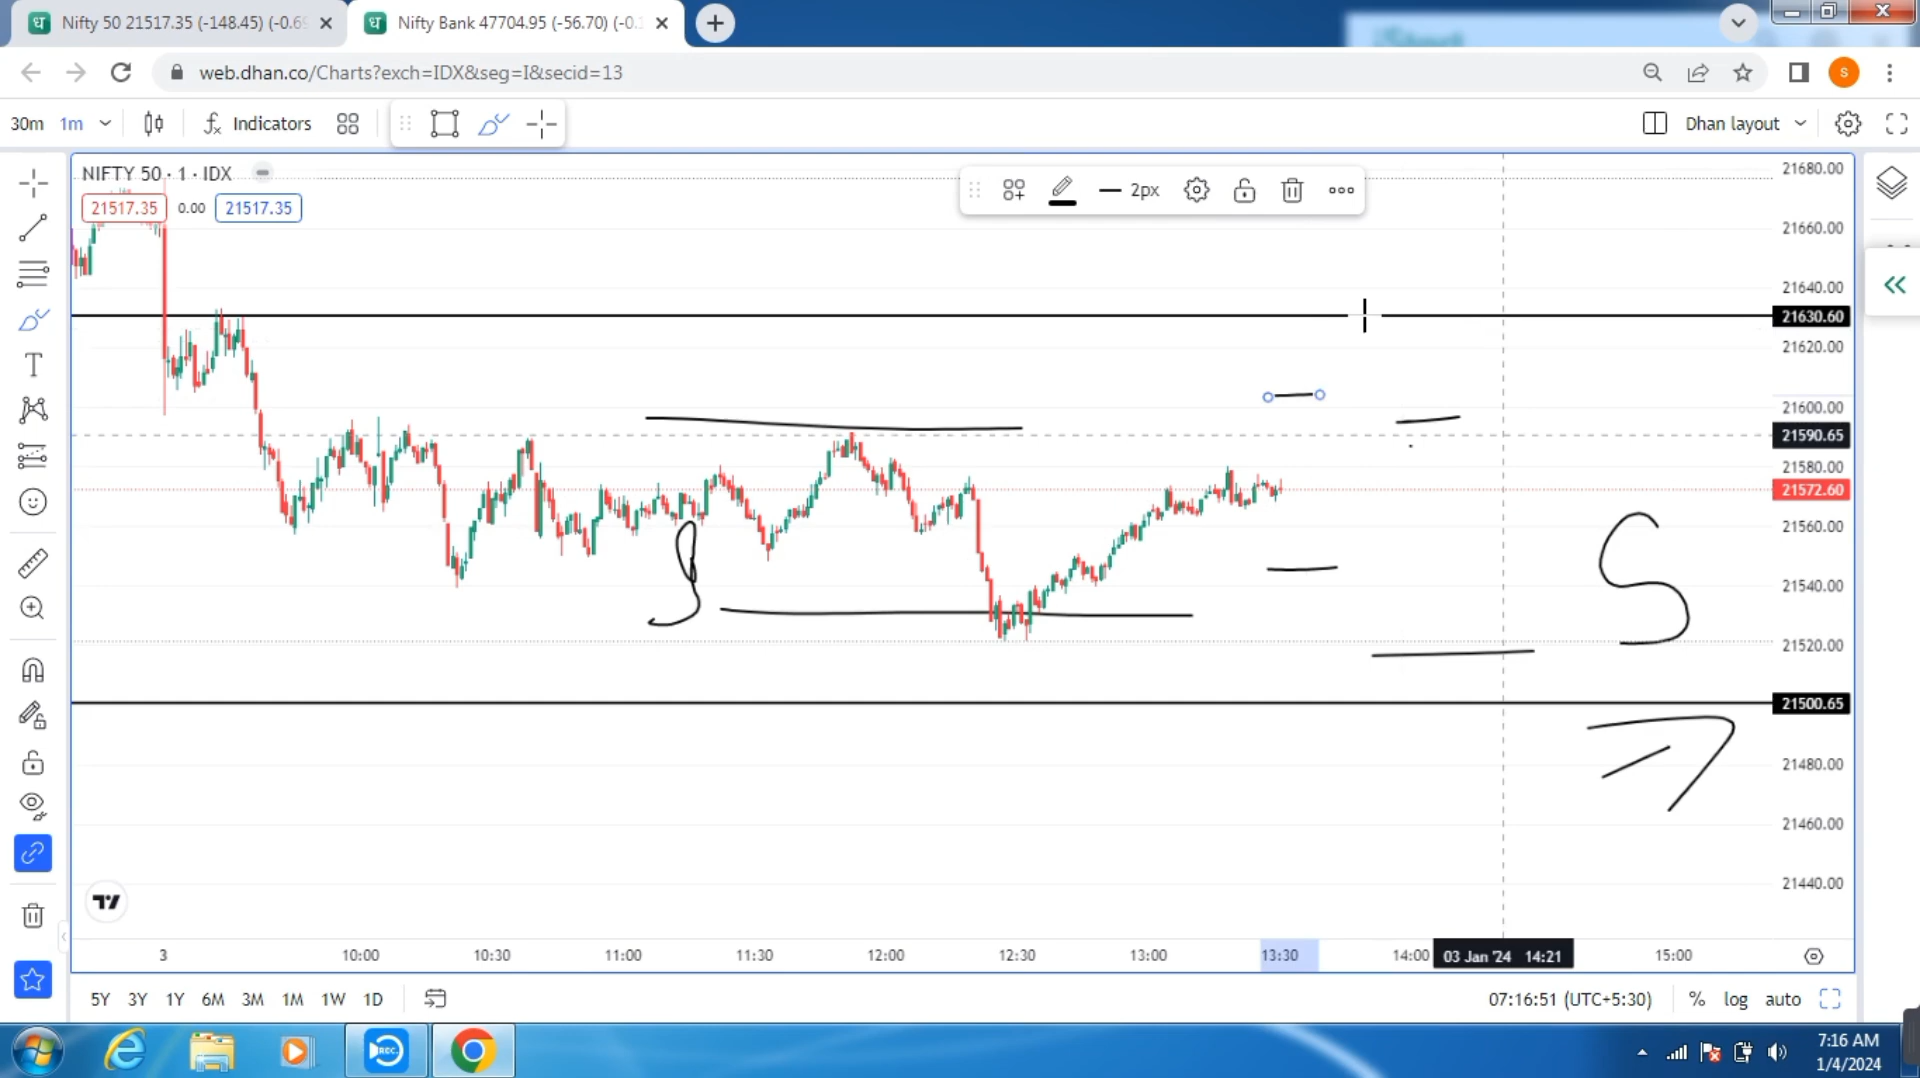 Nifty 50 21517.35 (-148.45) (-0.69
Nifty Bank 47704.95 (-56.70) (-0.
web.dhan.co/Charts?exch=IDX&seg=I&secid=13
S
30m 1m Indicators Dhan layout
NIFTY 50 · 1 · IDX
21517.35 0.00 21517.35
2px
21680.00
21660.00
21640.00
21630.60
21620.00
21600.00
21590.65
21580.00
21572.60
21560.00
21540.00
21520.00
21500.65
21480.00
21460.00
21440.00
S
3 10:00 10:30 11:00 11:30 12:00 12:30 13:00 13:30 14:00 03 Jan '24 14:21 15:00
5Y 3Y 1Y 6M 3M 1M 1W 1D 07:16:51 (UTC+5:30) % log auto
REC
7:16 AM
1/4/2024